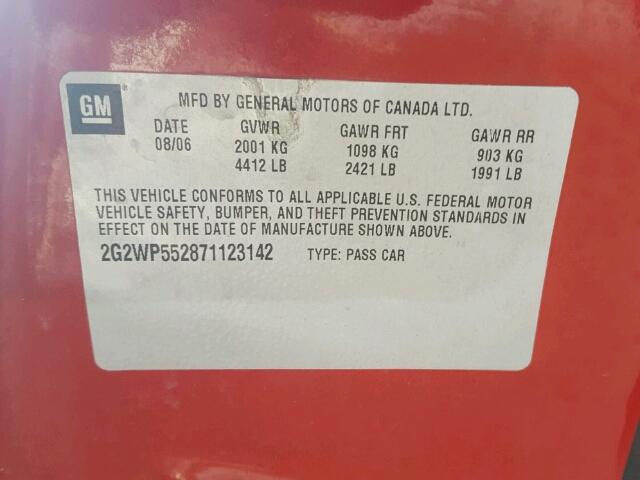 GM
MFD BY GENERAL MOTORS OF CANADA LTD.
DATE GVWR GAWR FRT GAWR RR
08/06 2001 KG 1098 KG 903 KG
4412 LB 2421 LB 1991 LB
THIS VEHICLE CONFORMS TO ALL APPLICABLE U.S. FEDERAL MOTOR
VEHICLE SAFETY, BUMPER, AND THEFT PREVENTION STANDARDS IN
EFFECT ON THE DATE OF MANUFACTURE SHOWN ABOVE.
2G2WP552871123142 TYPE: PASS CAR